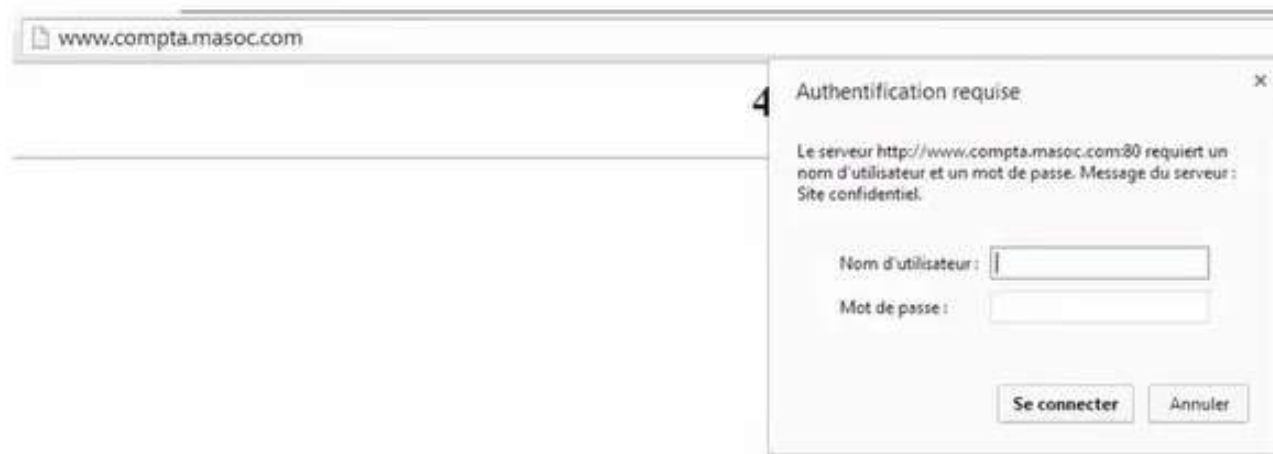 www.compta.masoc.com
4
Authentification requise
Le serveur http://www.compta.masoc.com:80 requiert un
nom d'utilisateur et un mot de passe. Message du serveur :
Site confidentiel.
Nom d'utilisateur :
Mot de passe :
Se connecter
Annuler